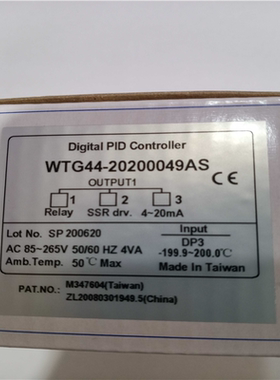 Digital PID Controller
WTG44-20200049AS
OUTPUT1
1 2 3
Relay SSR drv. 4~20mA
CE
Lot No. SP 200620
AC 85~265V 50/60 HZ 4VA
Amb.Temp. 50℃ Max
Input
DP3
-199.9~200.0℃
Made In Taiwan
PAT.NO.: M347604(Taiwan)
ZL20080301949.5(China)